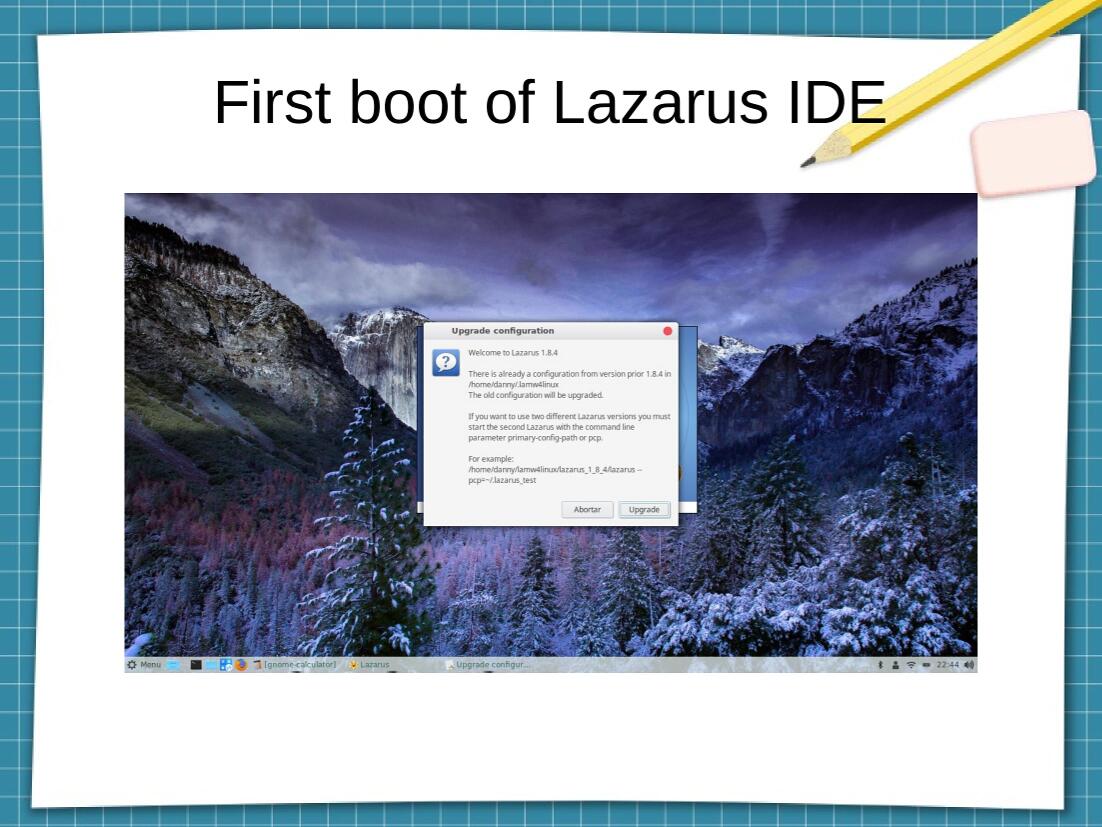 First boot of Lazarus IDE
Upgrade configuration
Welcome to Lazarus 1.8.4
There is already a configuration from version prior 1.8.4 in
/home/danny/.lamw4linux
The old configuration will be upgraded.
If you want to use two different Lazarus versions you must
start the second Lazarus with the command line
parameter primary-config-path or pcp.
For example:
/home/danny/lamw4linux/lazarus_1_8_4/lazarus --
pcp=~/.lazarus_test
Abortar Upgrade
Menu [gnome-calculator] Lazarus Upgrade configur... 22:44